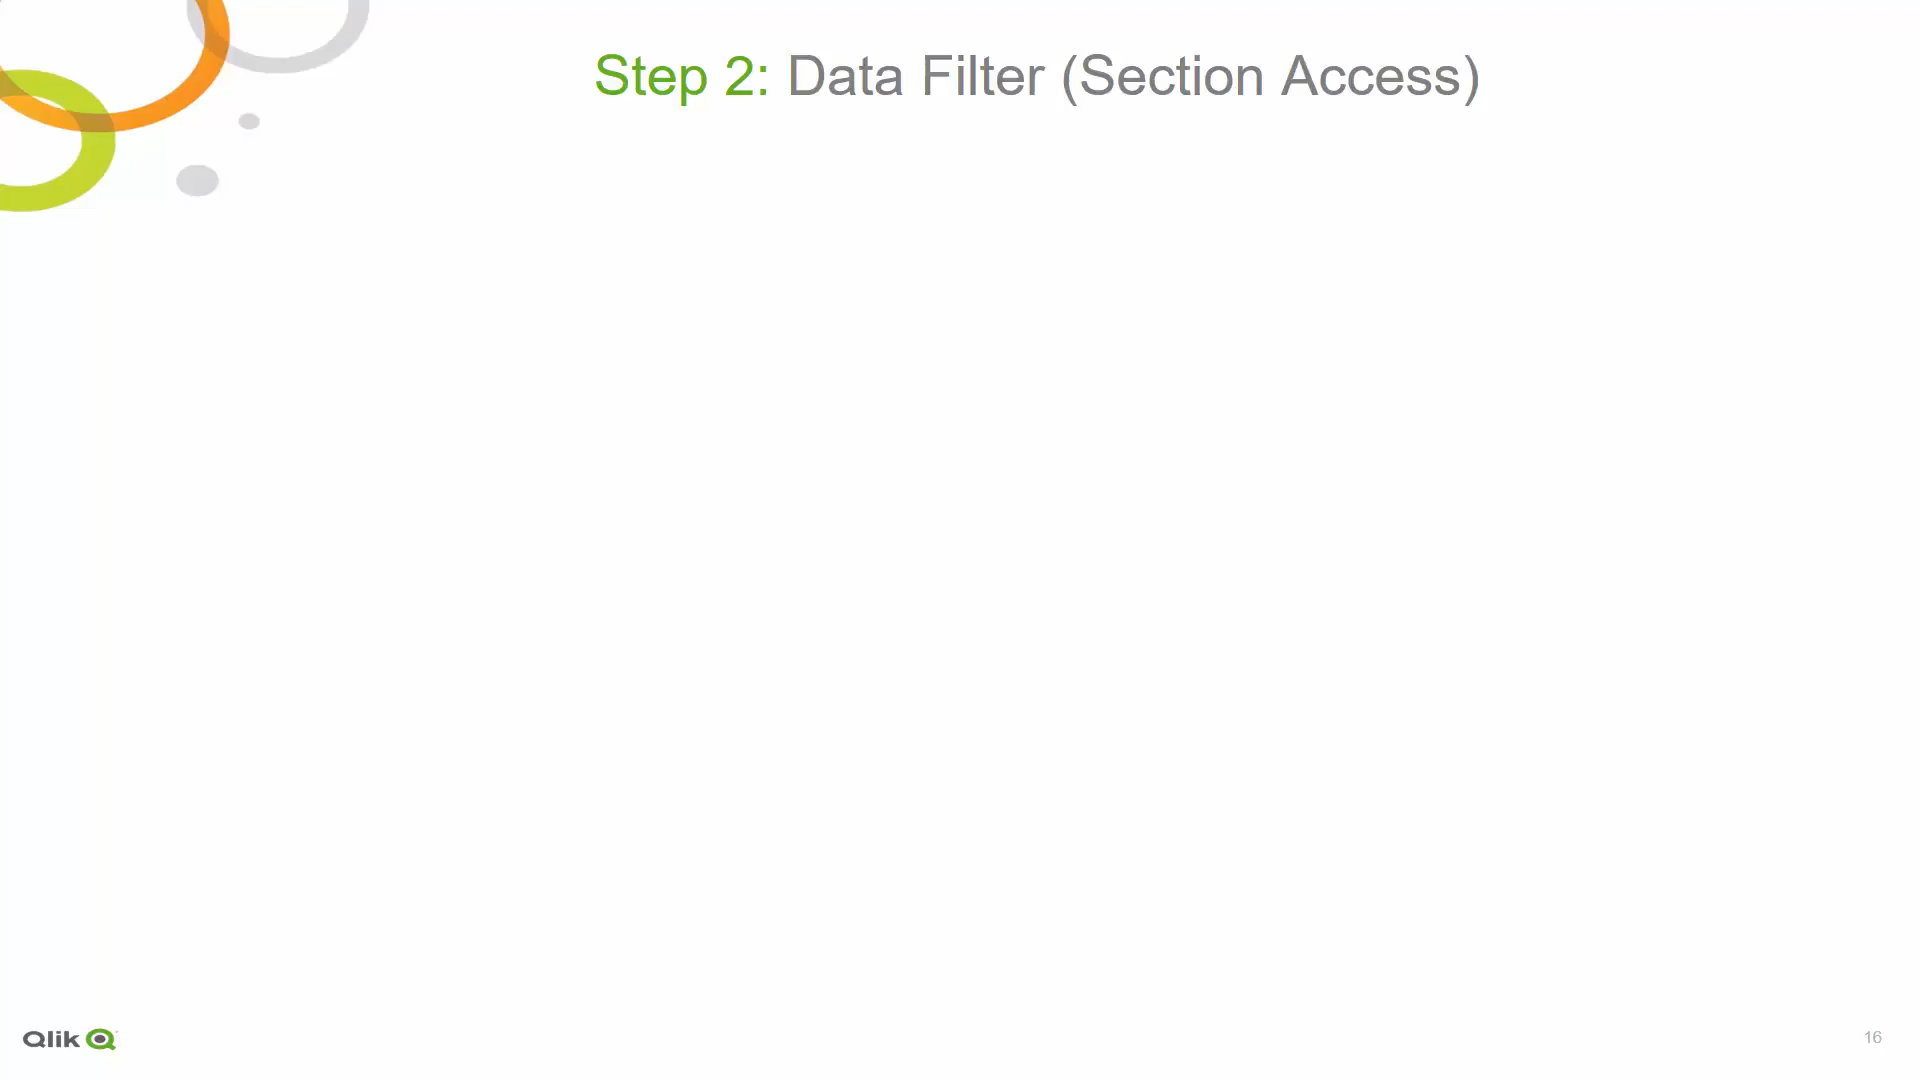 Step 2: Data Filter (Section Access)
Qlik
16